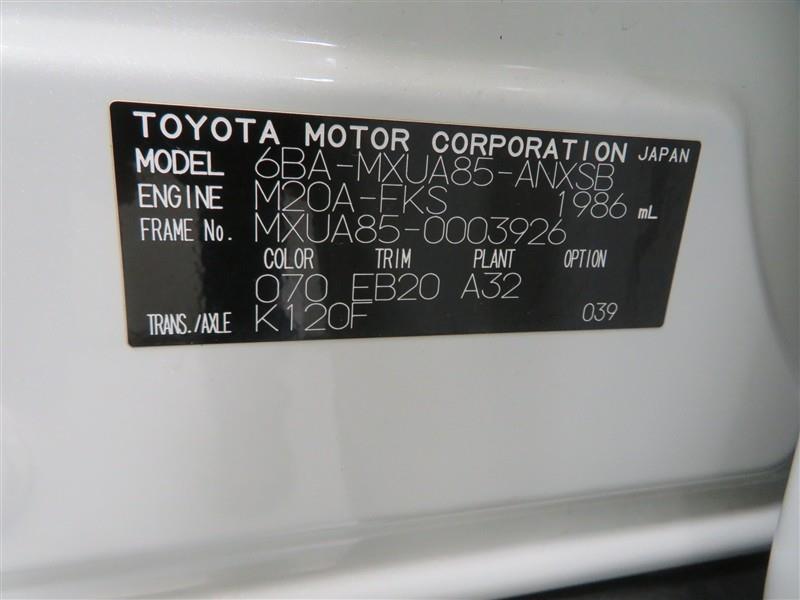 TOYOTA MOTOR CORPORATION JAPAN
MODEL 6BA-MXUA85-ANXSB
ENGINE M20A-FKS 1986 mL
FRAME No. MXUA85-0003926
COLOR TRIM PLANT OPTION
070 EB20 A32
TRANS./AXLE K120F 039